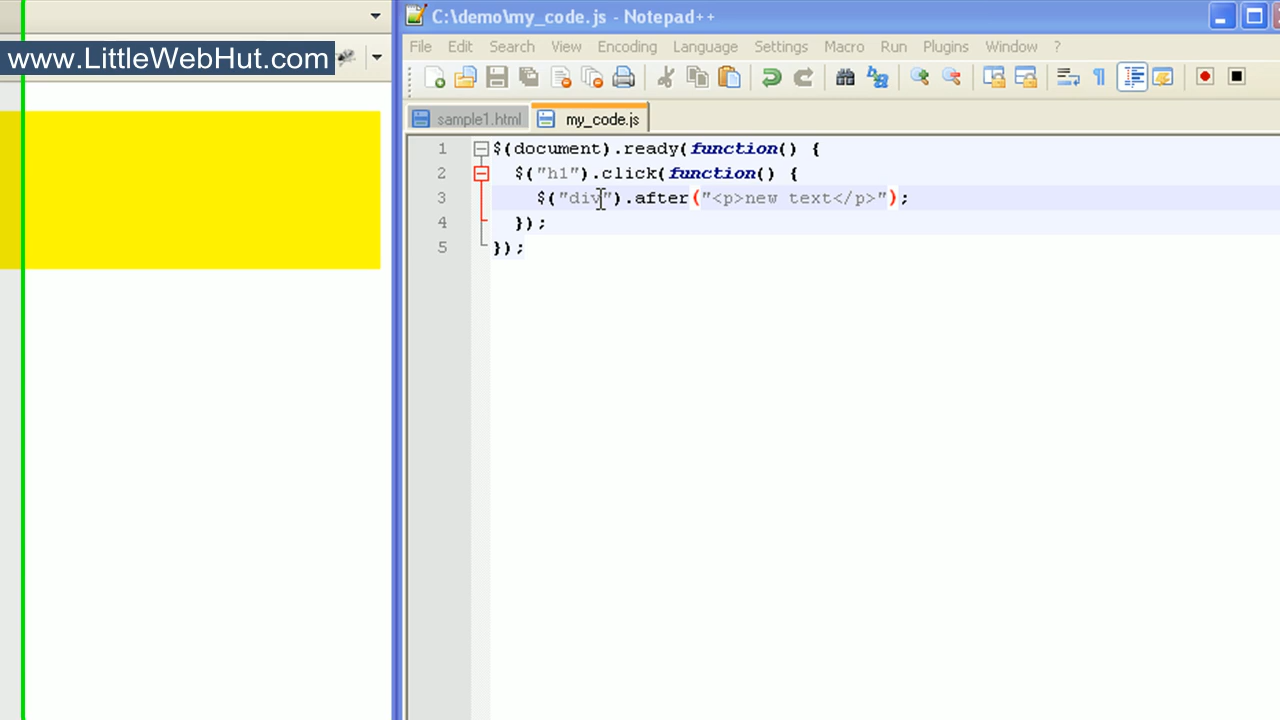 C:\demo\my_code.js - Notepad++
www.LittleWebHut.com
File Edit Search View Encoding Language Settings Macro Run Plugins Window ?
sample1.html my_code.js
1 $(document).ready(function() {
2 $("h1").click(function() {
3 $("div").after("<p>new text</p>");
4 });
5 });